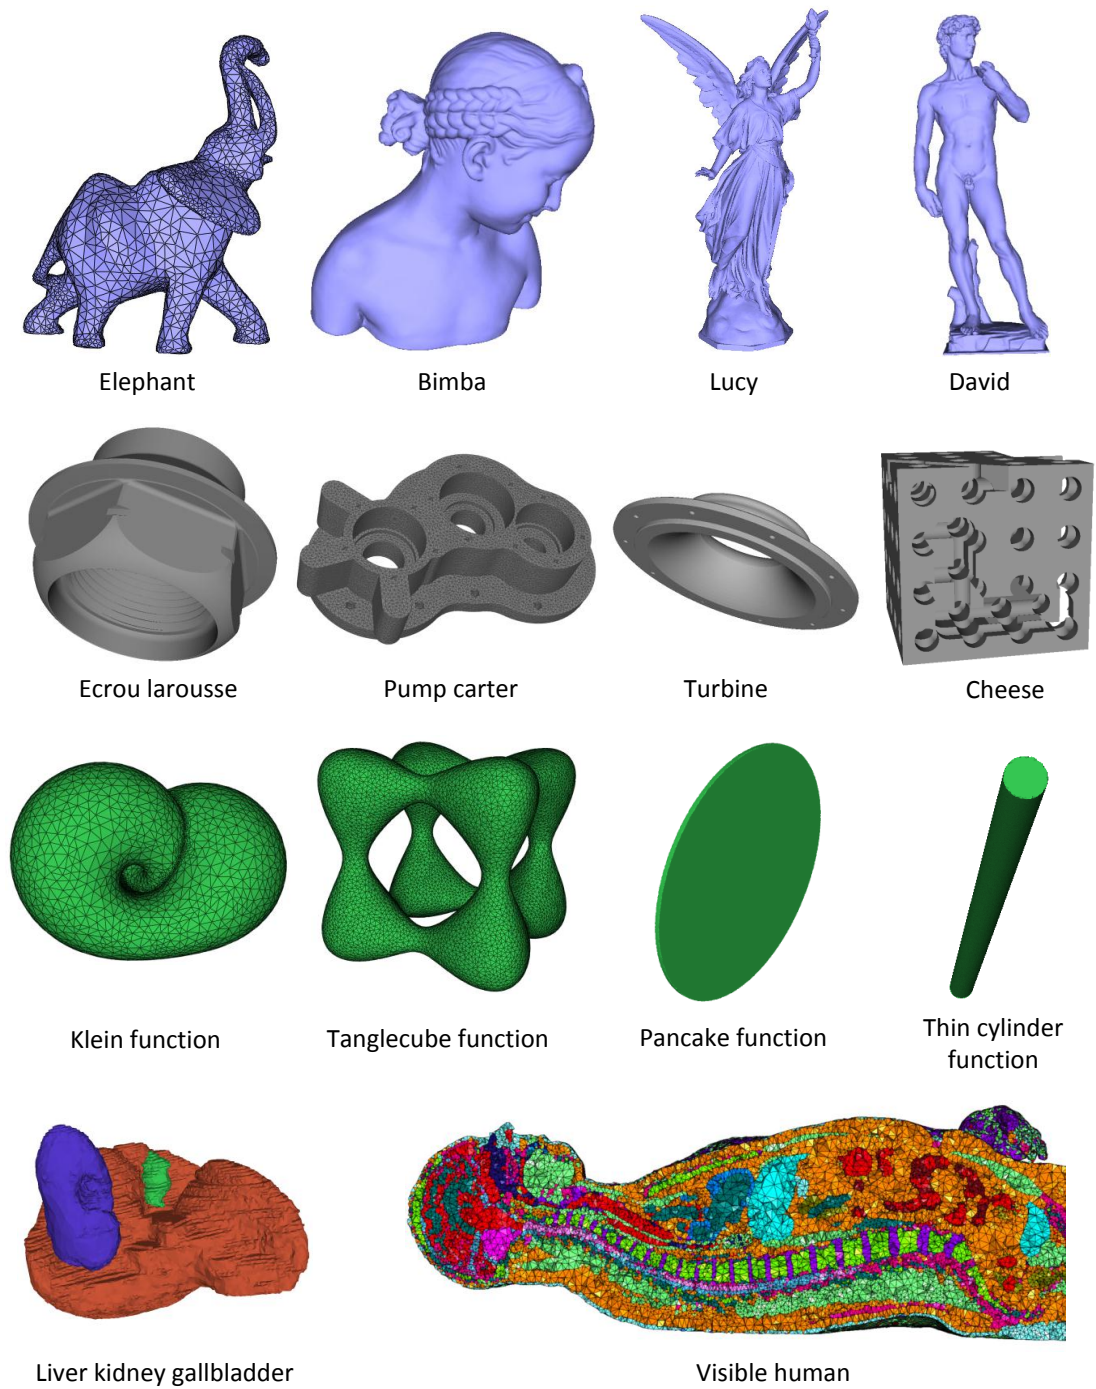 Elephant
Bimba
Lucy
David
Ecrou larousse
Pump carter
Turbine
Cheese
Klein function
Tanglecube function
Pancake function
Thin cylinder
function
Liver kidney gallbladder
Visible human